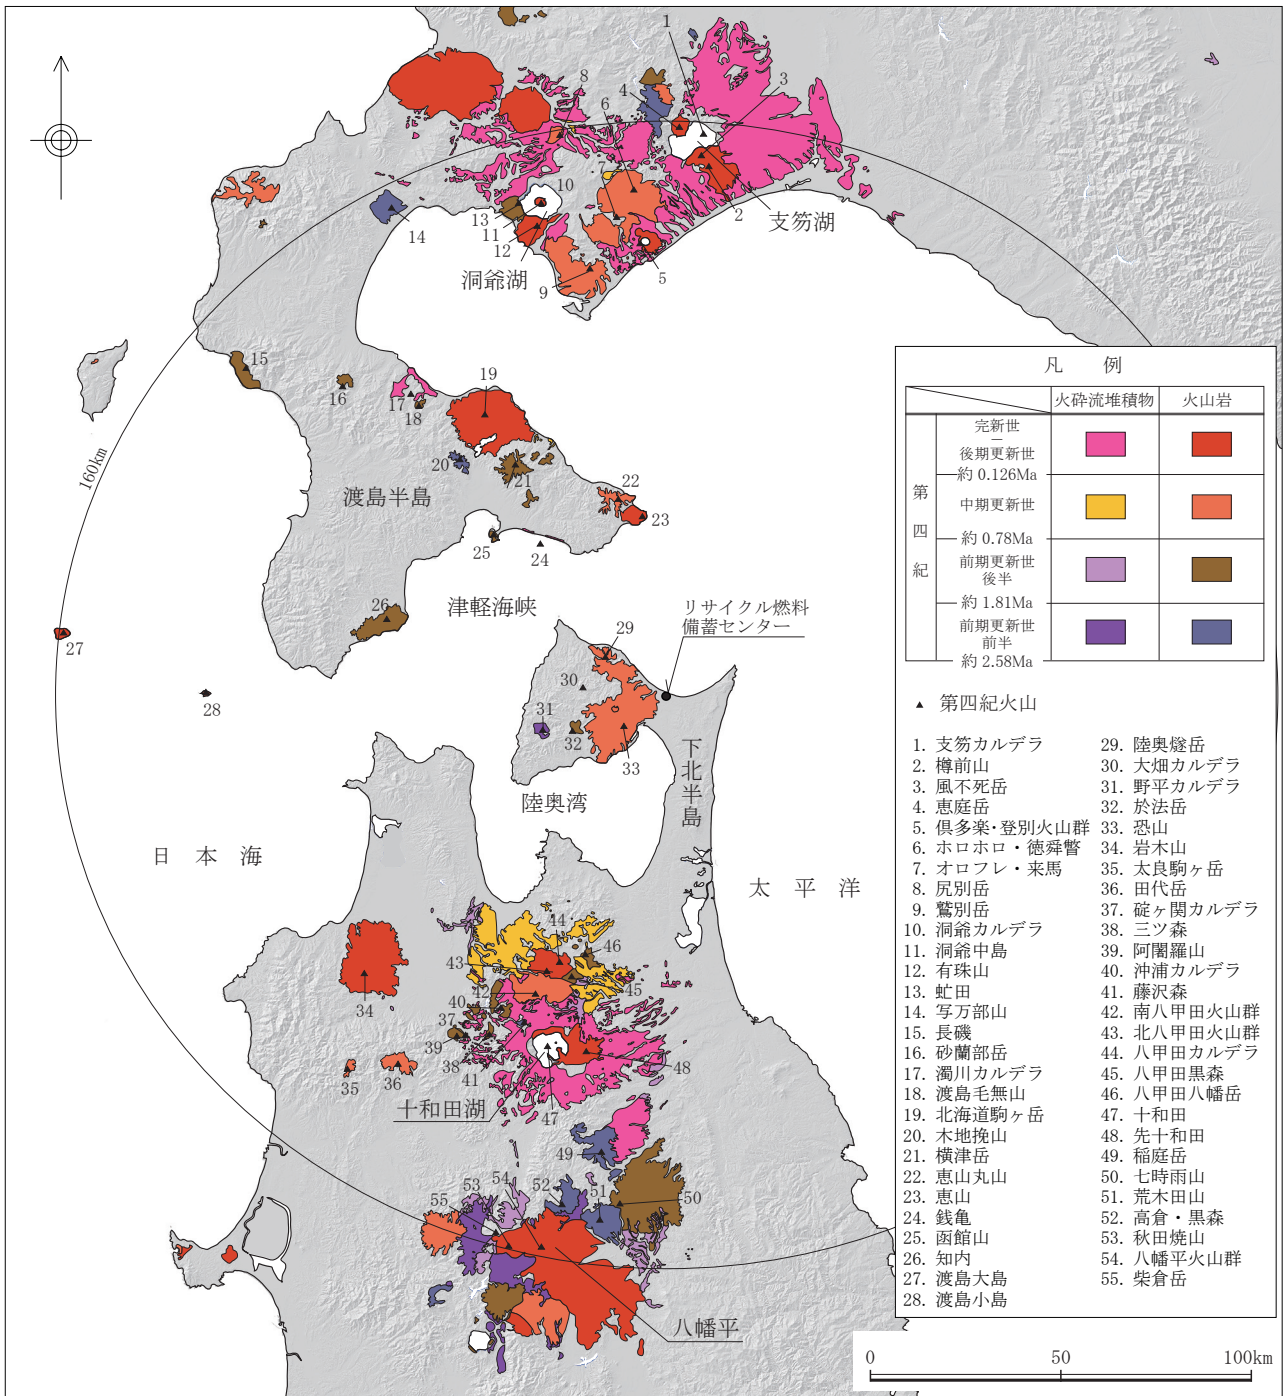 1
2
3
4
5
6
7
8
9
10
11
12
13
14
支笏湖
洞爺湖
15
16
17
18
19
20
21
22
23
24
25
26
27
28
160km
渡島半島
津軽海峡
リサイクル燃料
備蓄センター
29
30
31
32
33
陸奥湾
下北半島
日本海
太平洋
34
35
36
37
38
39
40
41
42
43
44
45
46
47
48
十和田湖
49
50
51
52
53
54
55
八幡平
凡 例
火砕流堆積物 火山岩
第四紀
完新世
–
後期更新世
約 0.126Ma
中期更新世
約 0.78Ma
前期更新世
後半
約 1.81Ma
前期更新世
前半
約 2.58Ma
▲ 第四紀火山
1. 支笏カルデラ
2. 樽前山
3. 風不死岳
4. 恵庭岳
5. 倶多楽・登別火山群
6. ホロホロ・徳舜瞥
7. オロフレ・来馬
8. 尻別岳
9. 鷲別岳
10. 洞爺カルデラ
11. 洞爺中島
12. 有珠山
13. 虻田
14. 写万部山
15. 長磯
16. 砂蘭部岳
17. 濁川カルデラ
18. 渡島毛無山
19. 北海道駒ヶ岳
20. 木地挽山
21. 横津岳
22. 恵山丸山
23. 恵山
24. 銭亀
25. 函館山
26. 知内
27. 渡島大島
28. 渡島小島
29. 陸奥燧岳
30. 大畑カルデラ
31. 野平カルデラ
32. 於法岳
33. 恐山
34. 岩木山
35. 太良駒ヶ岳
36. 田代岳
37. 碇ヶ関カルデラ
38. 三ツ森
39. 阿闍羅山
40. 沖浦カルデラ
41. 藤沢森
42. 南八甲田火山群
43. 北八甲田火山群
44. 八甲田カルデラ
45. 八甲田黒森
46. 八甲田八幡岳
47. 十和田
48. 先十和田
49. 稲庭岳
50. 七時雨山
51. 荒木田山
52. 高倉・黒森
53. 秋田焼山
54. 八幡平火山群
55. 柴倉岳
0 50 100km